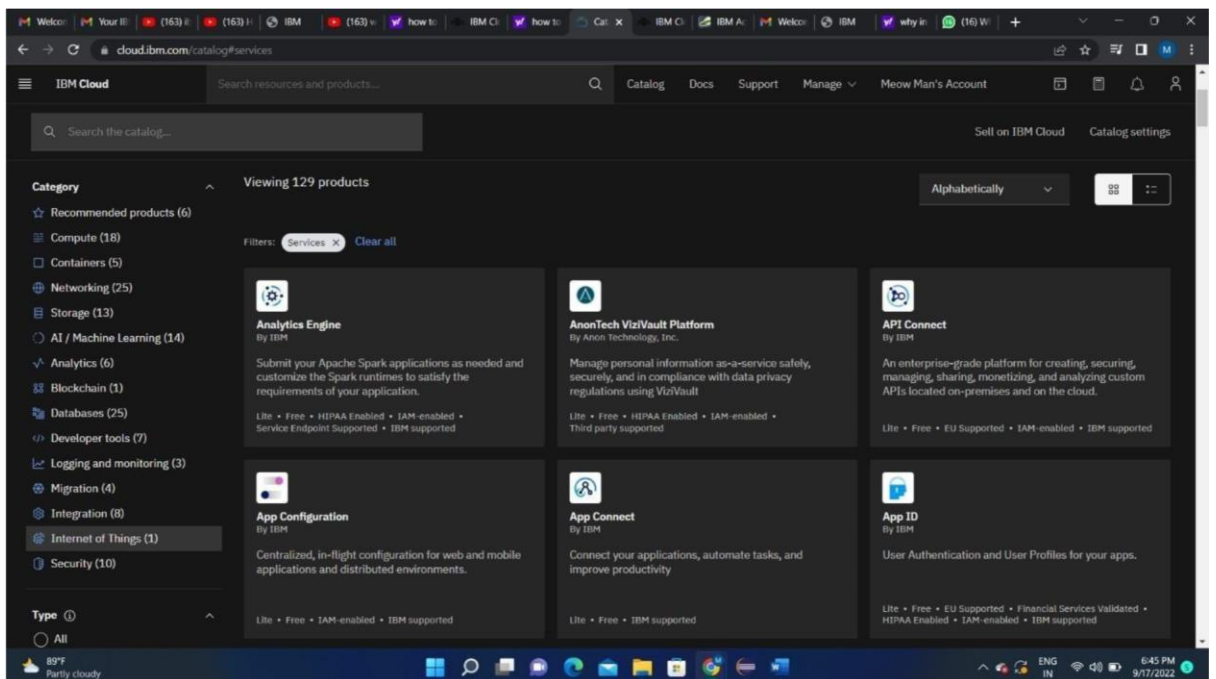 Welcom
Your IB
(163) it
(163) H
IBM
(163) w
how to
IBM Cl
how to
Cat
IBM Cl
IBM Ac
Welco
IBM
why in
(16) W
cloud.ibm.com/catalog#services
M
IBM Cloud
Search resources and products...
Catalog
Docs
Support
Manage
Meow Man's Account
Search the catalog...
Sell on IBM Cloud
Catalog settings
Category
Recommended products (6)
Compute (18)
Containers (5)
Networking (25)
Storage (13)
AI / Machine Learning (14)
Analytics (6)
Blockchain (1)
Databases (25)
Developer tools (7)
Logging and monitoring (3)
Migration (4)
Integration (8)
Internet of Things (1)
Security (10)
Type
All
Viewing 129 products
Alphabetically
Filters: Services × Clear all
Analytics Engine
By IBM
Submit your Apache Spark applications as needed and
customize the Spark runtimes to satisfy the
requirements of your application.
Lite • Free • HIPAA Enabled • IAM-enabled •
Service Endpoint Supported • IBM supported
AnonTech ViziVault Platform
By Anon Technology, Inc.
Manage personal information as-a-service safely,
securely, and in compliance with data privacy
regulations using ViziVault
Lite • Free • HIPAA Enabled • IAM-enabled •
Third party supported
API Connect
By IBM
An enterprise-grade platform for creating, securing,
managing, sharing, monetizing, and analyzing custom
APIs located on-premises and on the cloud.
Lite • Free • EU Supported • IAM-enabled • IBM supported
App Configuration
By IBM
Centralized, in-flight configuration for web and mobile
applications and distributed environments.
Lite • Free • IAM-enabled • IBM supported
App Connect
By IBM
Connect your applications, automate tasks, and
improve productivity
Lite • Free • IBM supported
App ID
By IBM
User Authentication and User Profiles for your apps.
Lite • Free • EU Supported • Financial Services Validated •
HIPAA Enabled • IAM-enabled • IBM supported
89°F
Partly cloudy
ENG
IN
6:45 PM
9/17/2022